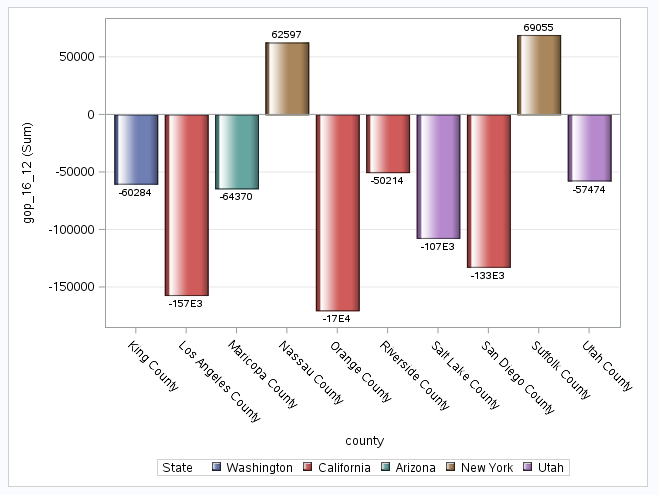 69055
62597
50000
0
-50000
-100000
-150000
gop_16_12 (Sum)
-60284
-157E3
-64370
-17E4
-50214
-107E3
-133E3
-57474
King County
Los Angeles County
Maricopa County
Nassau County
Orange County
Riverside County
Salt Lake County
San Diego County
Suffolk County
Utah County
county
State Washington California Arizona New York Utah